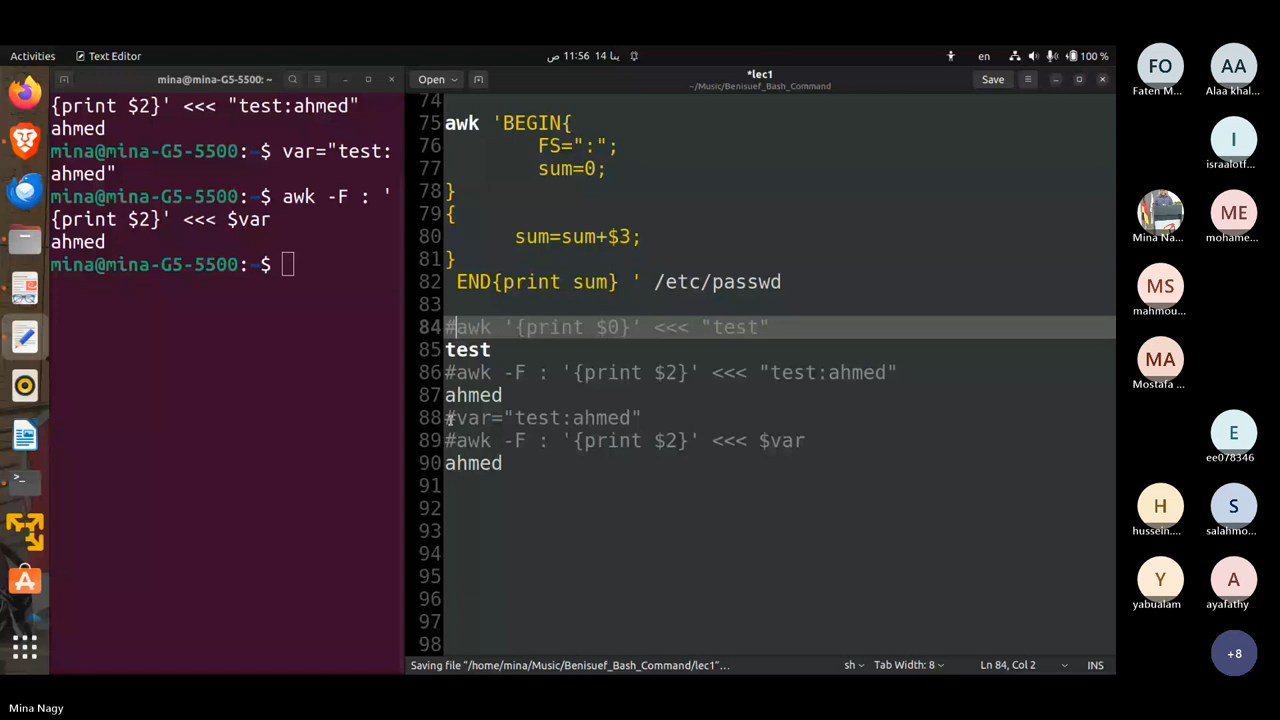 Activities
Text Editor
ص 11:56 14 ينا
en
100 %
mina@mina-G5-5500: ~
{print $2}' <<< "test:ahmed"
ahmed
mina@mina-G5-5500:~$ var="test:
ahmed"
mina@mina-G5-5500:~$ awk -F : '
{print $2}' <<< $var
ahmed
mina@mina-G5-5500:~$
Open
*lec1
~/Music/Benisuef_Bash_Command
Save
74
75 awk 'BEGIN{
76 FS=":";
77 sum=0;
78 }
79 {
80 sum=sum+$3;
81 }
82 END{print sum} ' /etc/passwd
83
84 #awk '{print $0}' <<< "test"
85 test
86 #awk -F : '{print $2}' <<< "test:ahmed"
87 ahmed
88 #var="test:ahmed"
89 #awk -F : '{print $2}' <<< $var
90 ahmed
91
92
93
94
95
96
97
98
Saving file "/home/mina/Music/Benisuef_Bash_Command/lec1"…
sh
Tab Width: 8
Ln 84, Col 2
INS
FO
Faten M...
AA
Alaa khal...
I
israalotf...
Mina Na...
ME
mohame...
MS
mahmou...
MA
Mostafa ...
E
ee078346
H
hussein....
S
salahmo...
Y
yabualam
A
ayafathy
+8
Mina Nagy